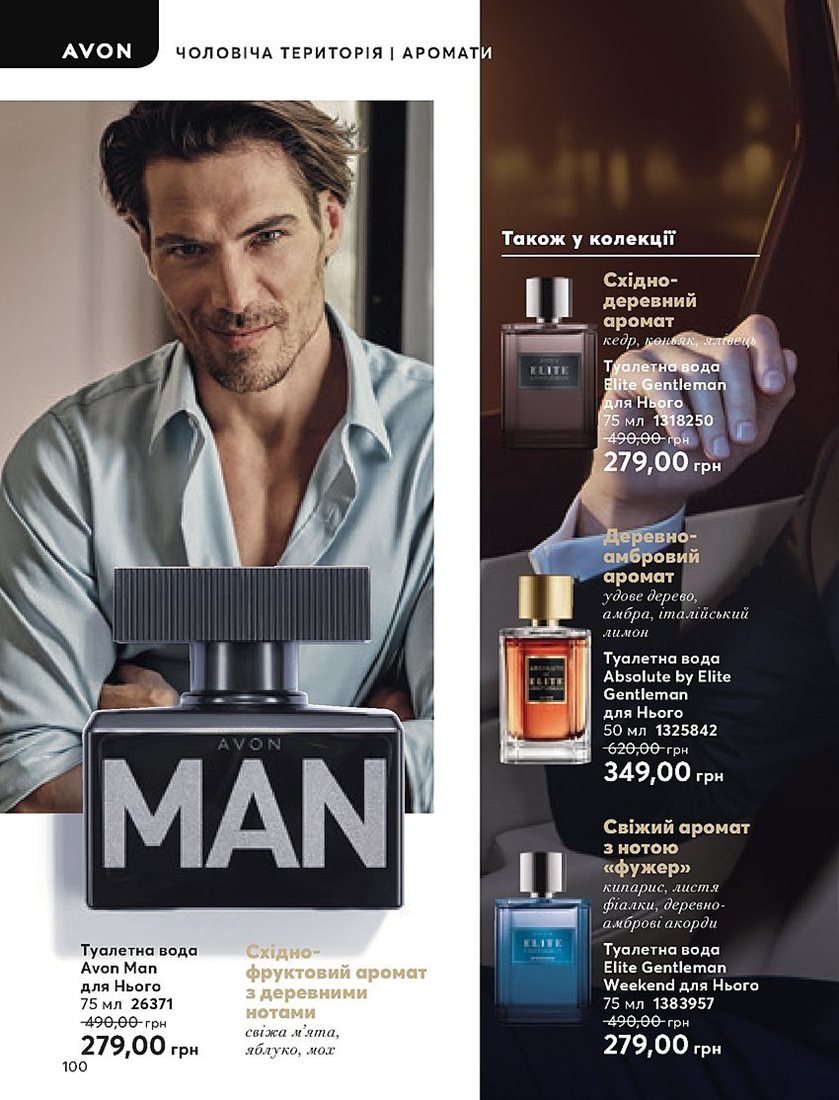 AVON
ЧОЛОВІЧА ТЕРИТОРІЯ | АРОМАТИ
AVON
MAN
Туалетна вода
Avon Man
для Нього
75 мл 26371
490,00 грн
279,00 грн
Східно-
фруктовий аромат
з деревними
нотами
свіжа м’ята,
яблуко, мох
100
Також у колекції
ELITE
Східно-
деревний
аромат
кедр, коньяк, ялівець
Туалетна вода
Elite Gentleman
для Нього
75 мл 1318250
490,00 грн
279,00 грн
ABSOLUTE
ELITE
Деревно-
амбровий
аромат
удове дерево,
амбра, італійський
лимон
Туалетна вода
Absolute by Elite
Gentleman
для Нього
50 мл 1325842
620,00 грн
349,00 грн
ELITE
Свіжий аромат
з нотою
«фужер»
кипарис, листя
фіалки, деревно-
амброві акорди
Туалетна вода
Elite Gentleman
Weekend для Нього
75 мл 1383957
490,00 грн
279,00 грн